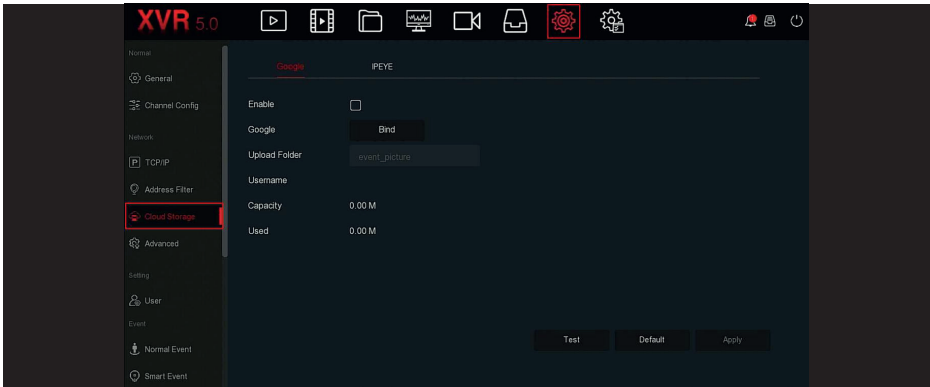 XVR 5.0
Normal
General
Channel Config
Network
TCP/IP
Address Filter
Cloud Storage
Advanced
Setting
User
Event
Normal Event
Smart Event
Google IPEYE
Enable
Google Bind
Upload Folder event_picture
Username
Capacity 0.00 M
Used 0.00 M
Test Default Apply